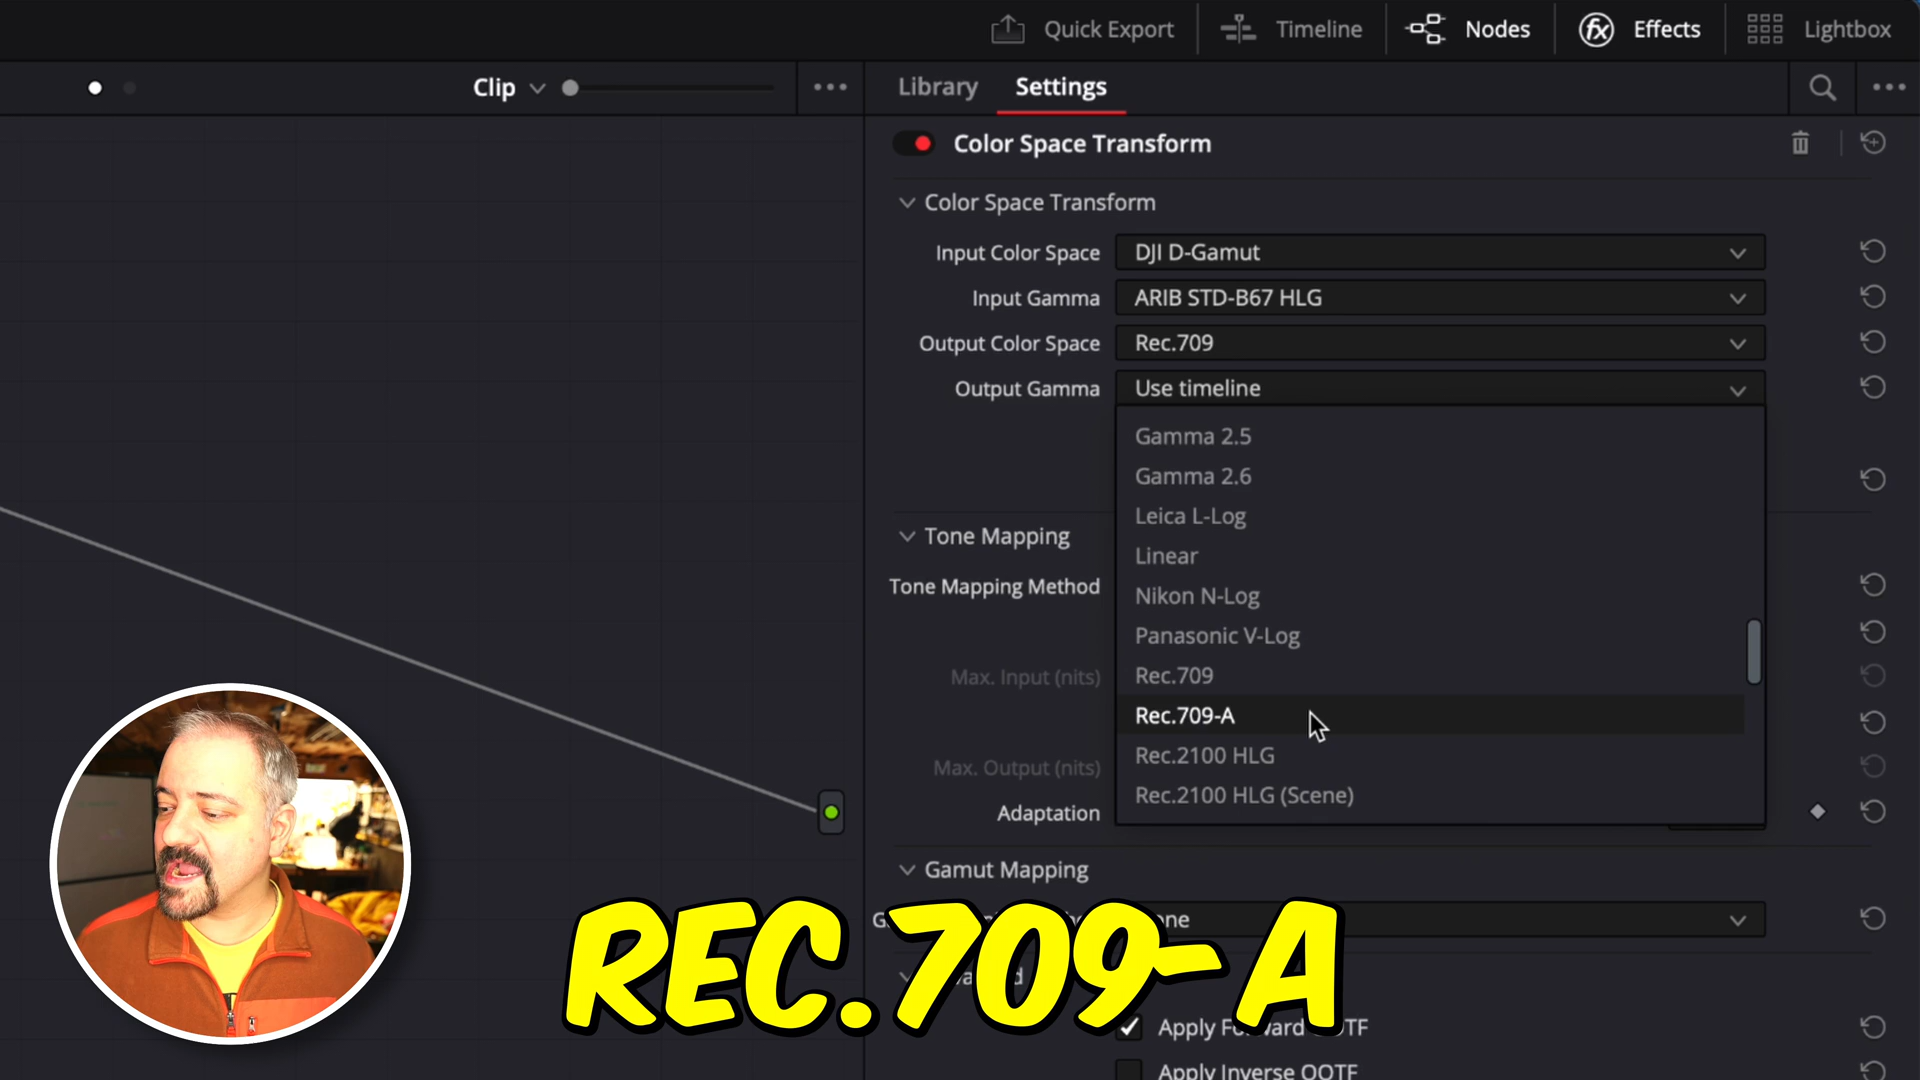 Quick Export
Timeline
Nodes
fx Effects
Lightbox
Clip
Library
Settings
Color Space Transform
Color Space Transform
Input Color Space
DJI D-Gamut
Input Gamma
ARIB STD-B67 HLG
Output Color Space
Rec.709
Output Gamma
Use timeline
Gamma 2.5
Gamma 2.6
Leica L-Log
Linear
Nikon N-Log
Panasonic V-Log
Rec.709
Rec.709-A
Rec.2100 HLG
Rec.2100 HLG (Scene)
Tone Mapping
Tone Mapping Method
Max. Input (nits)
Max. Output (nits)
Adaptation
Gamut Mapping
REC.709-A
Apply Forward OOTF
Apply Inverse OOTF